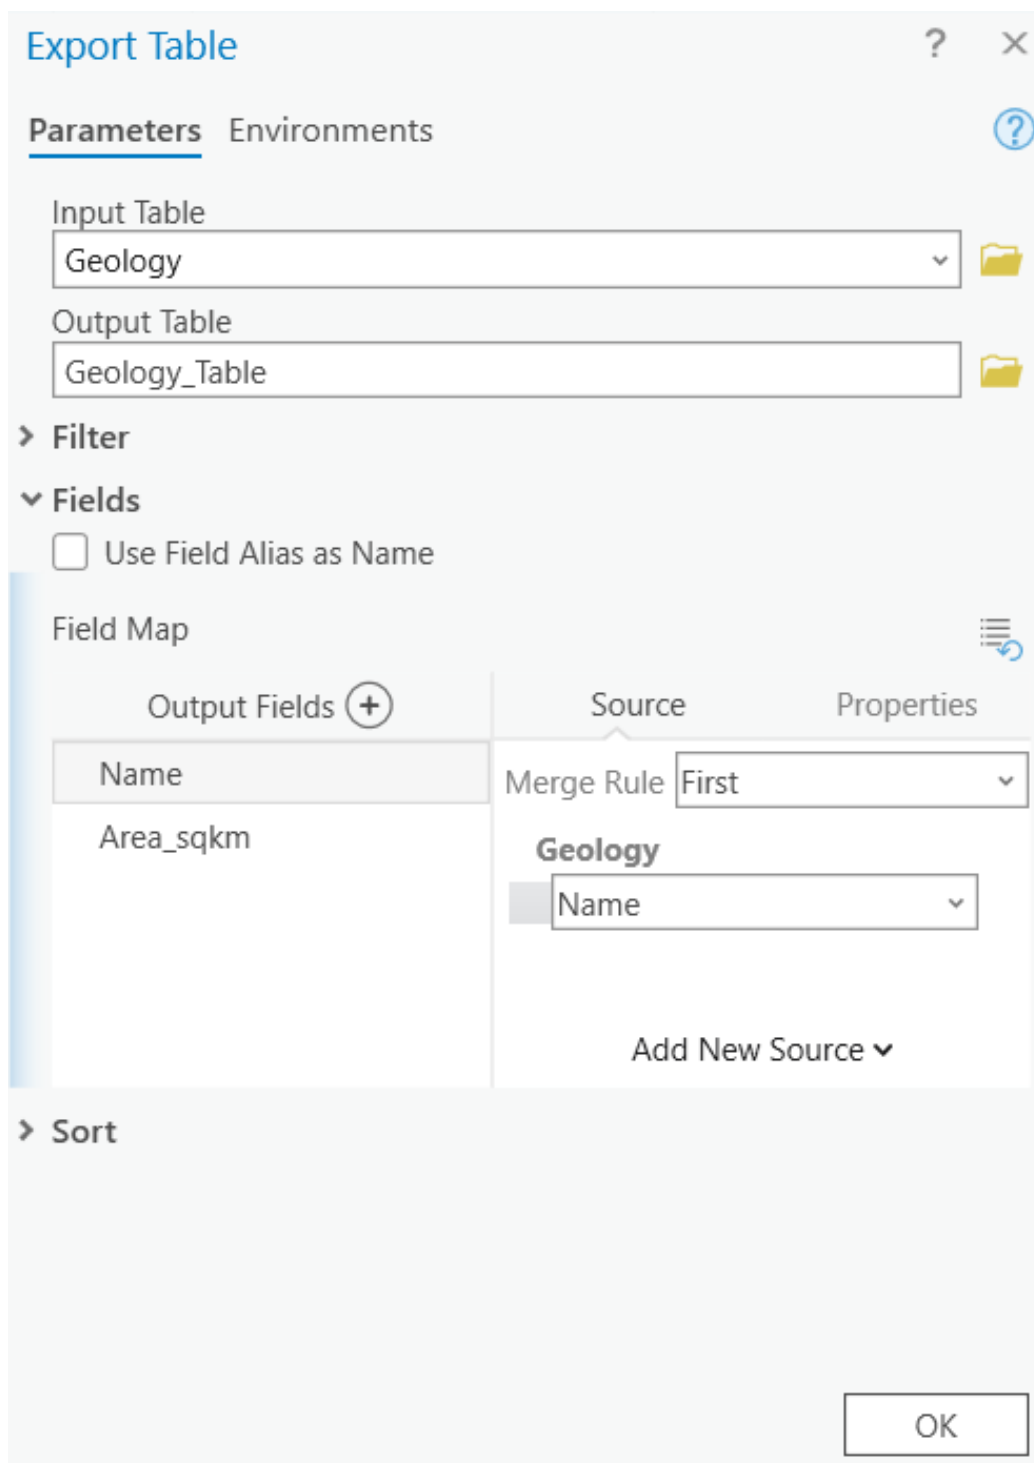 Export Table ?
Parameters Environments ?
Input Table
Geology
Output Table
Geology_Table
Filter
Fields
Use Field Alias as Name
Field Map
Output Fields Source Properties
Name Merge Rule First
Area_sqkm Geology
Name
Add New Source
Sort
OK